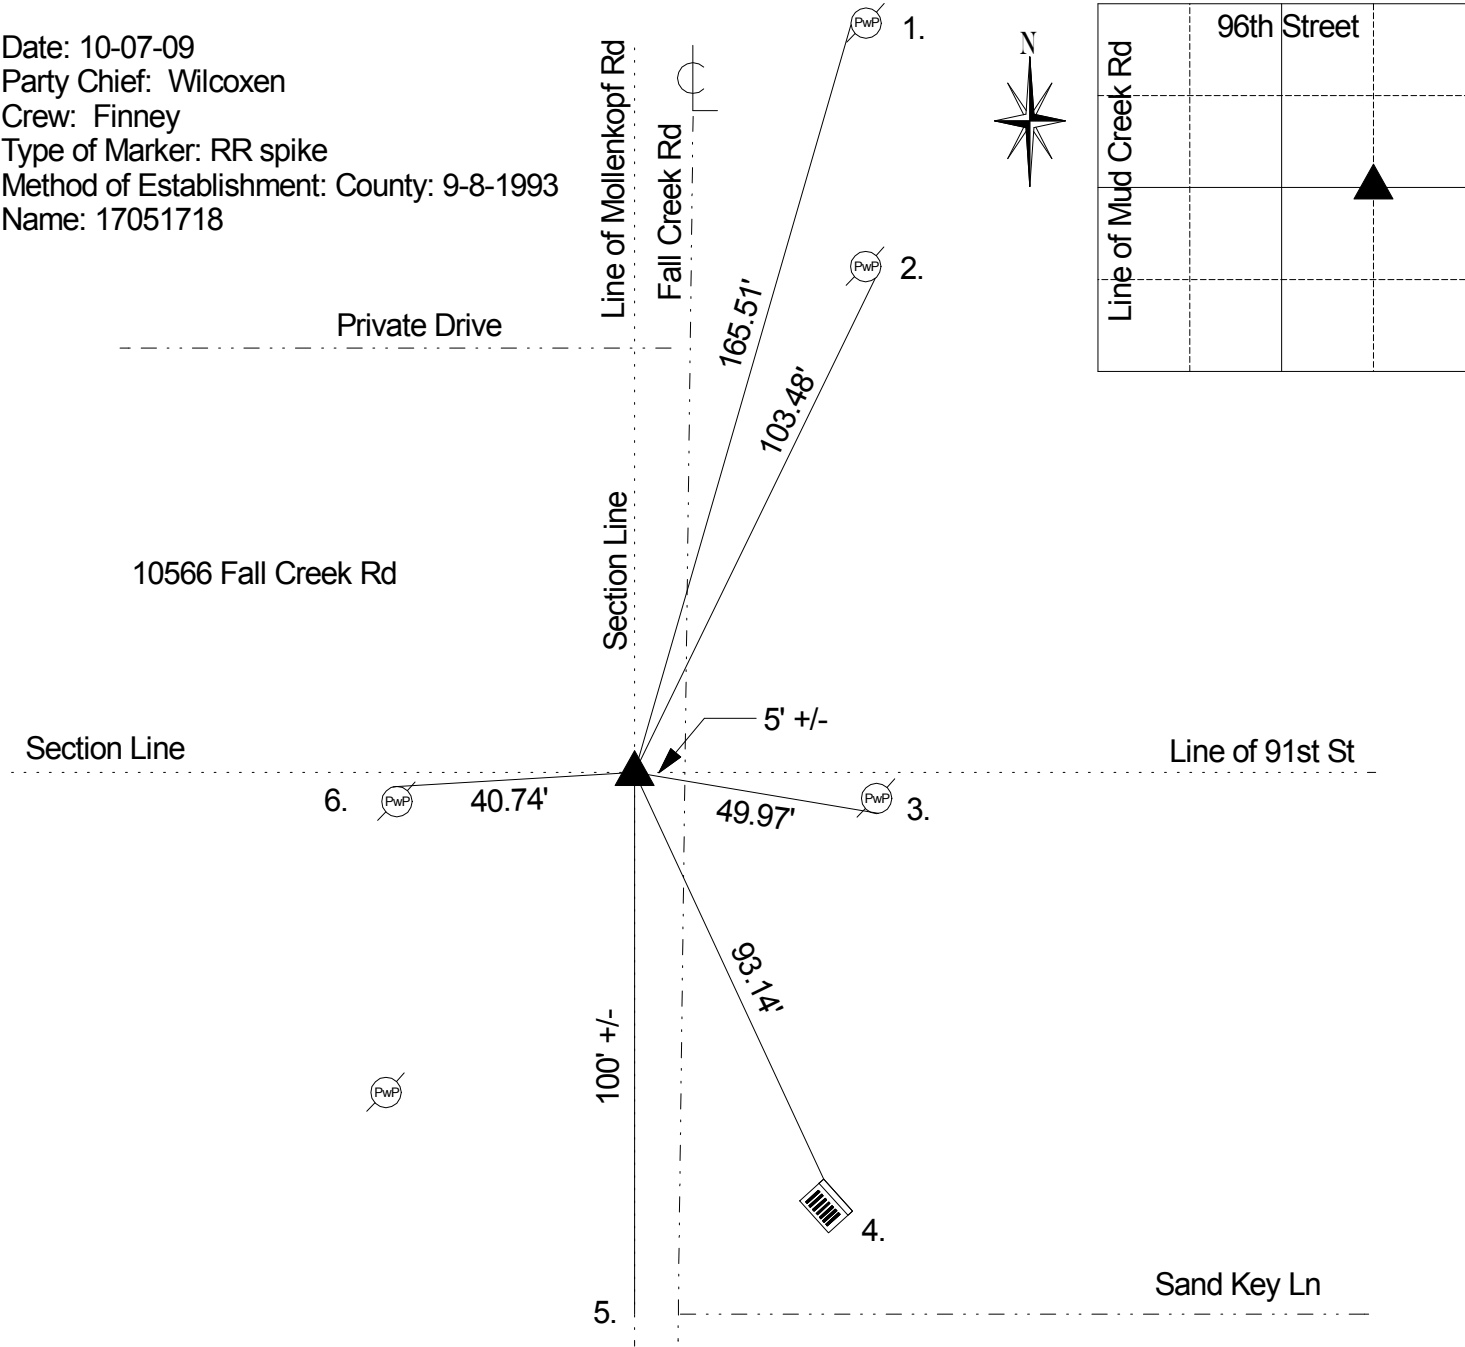 Date: 10-07-09
Party Chief:  Wilcoxen
Crew:  Finney
Type of Marker: RR spike
Method of Establishment: County: 9-8-1993
Name: 17051718
Line of Mollenkopf Rd
Fall Creek Rd
PwP
1.
N
96th Street
Line of Mud Creek Rd
PwP
2.
165.51'
103.48'
Private Drive
10566 Fall Creek Rd
Section Line
5' +/-
Section Line
Line of 91st St
6.
PwP
40.74'
49.97'
PwP
3.
93.14'
100' +/-
PwP
4.
5.
Sand Key Ln